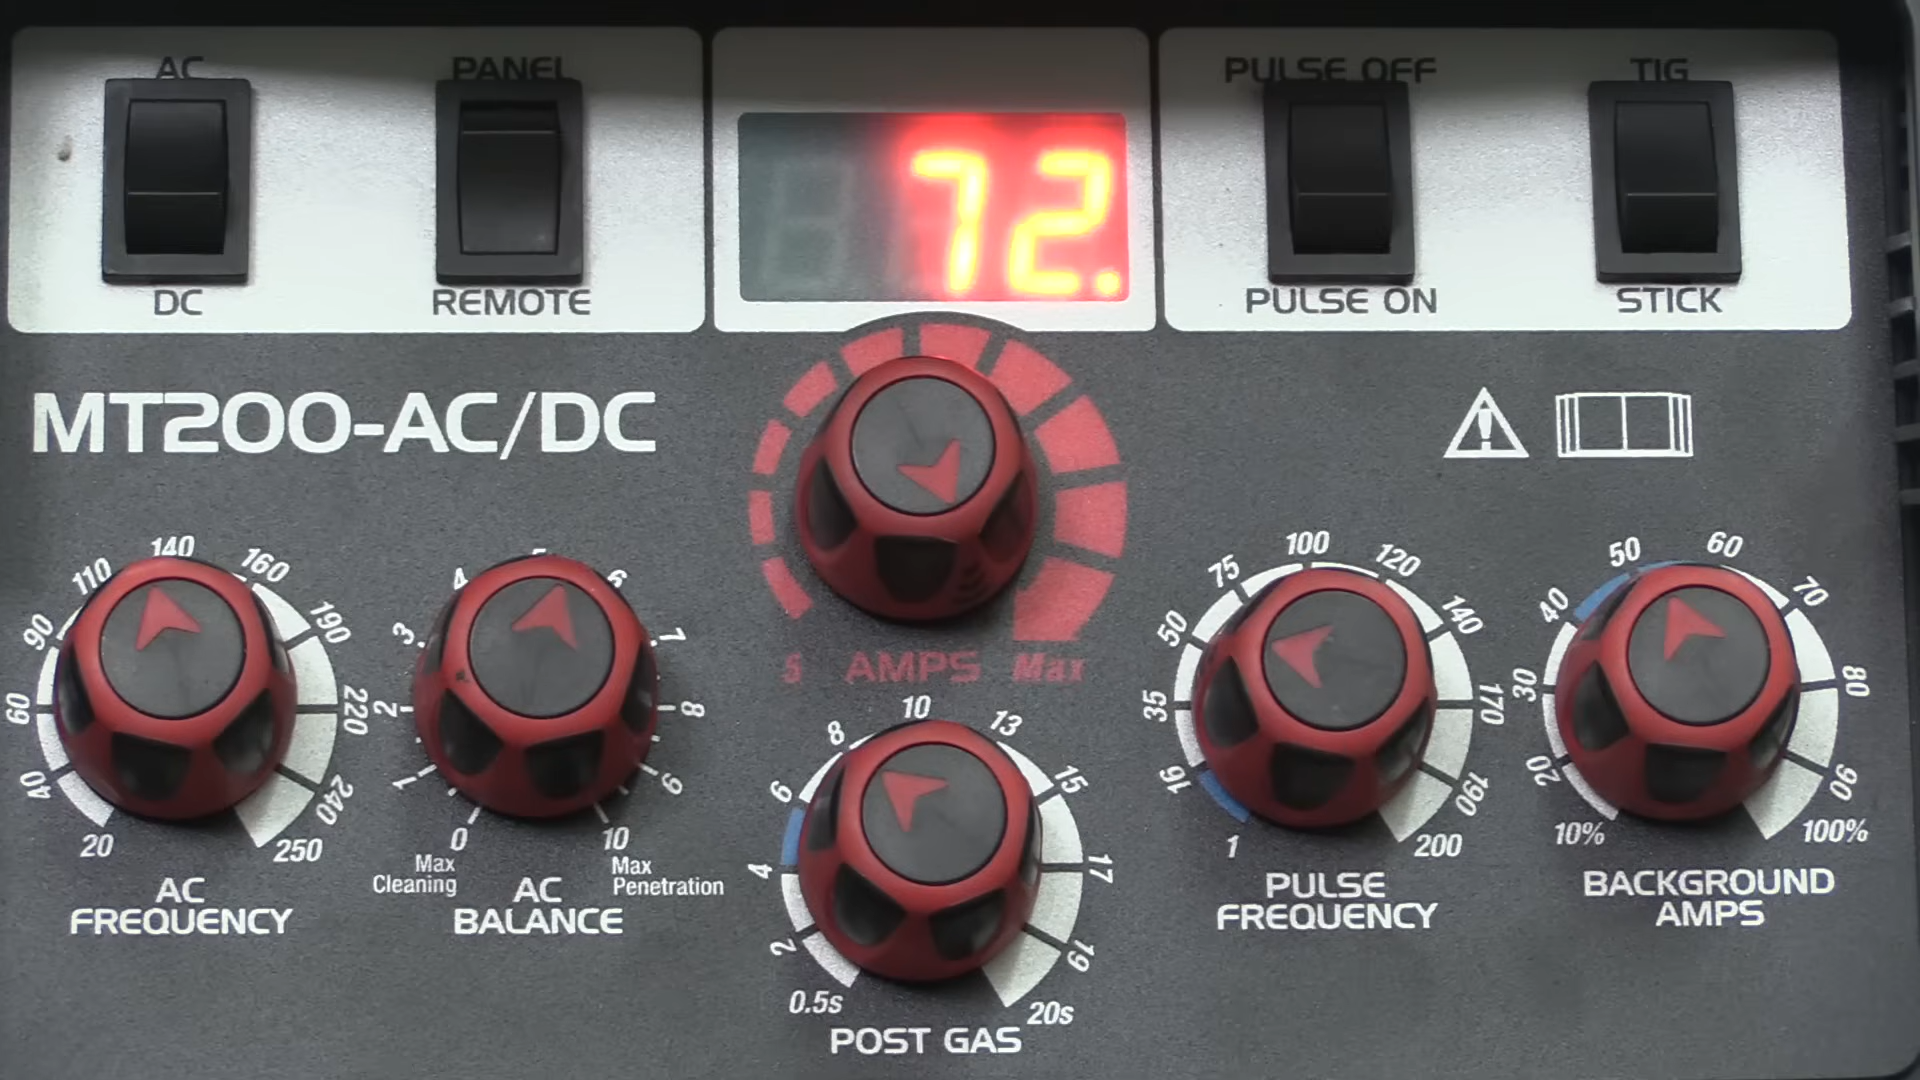 AC
PANEL
PULSE OFF
TIG
72.
DC
REMOTE
PULSE ON
STICK
MT200-AC/DC
5 AMPS Max
20
40
60
90
110
140
160
190
220
240
250
AC
FREQUENCY
0
1
2
3
4
5
6
7
8
9
10
Max
Cleaning
Max
Penetration
AC
BALANCE
0.5s
2
4
6
8
10
13
15
17
19
20s
POST GAS
1
16
35
50
75
100
120
140
170
190
200
PULSE
FREQUENCY
10%
20
30
40
50
60
70
80
90
100%
BACKGROUND
AMPS